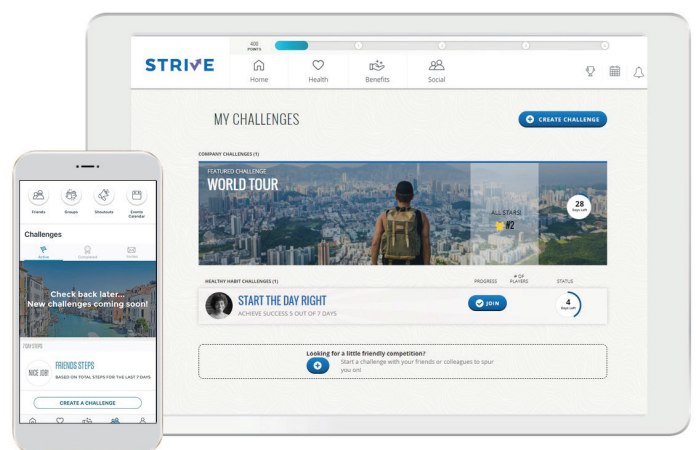 400
POINTS
STRIVE
Home
Health
Benefits
Social
MY CHALLENGES
CREATE CHALLENGE
COMPANY CHALLENGES (1)
FEATURED CHALLENGE
WORLD TOUR
ALL STARS!
#2
28
Days Left
HEALTHY HABIT CHALLENGES (1)
PROGRESS
# OF
PLAYERS
STATUS
START THE DAY RIGHT
ACHIEVE SUCCESS 5 OUT OF 7 DAYS
JOIN
4
Days Left
Looking for a little friendly competition?
Start a challenge with your friends or colleagues to spur
you on!
Friends
Groups
Shoutouts
Events
Calendar
Challenges
Active
Completed
Check back later...
New challenges coming soon!
7 DAY STEPS
NICE JOB!
FRIENDS STEPS
BASED ON TOTAL STEPS FOR THE LAST 7 DAYS
CREATE A CHALLENGE